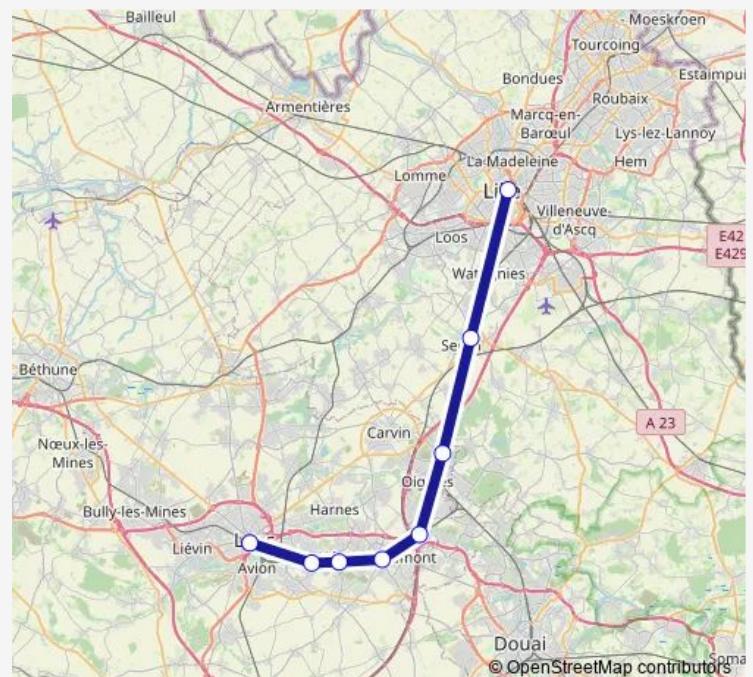 Bailleul
Moeskroen
Tourcoing
Bondues
Estaimpui
Armentières
Roubaix
Marcq-en-
Barœul
Lys-lez-Lannoy
La Madeleine
Hem
Lomme
Villeneuve-
d'Ascq
Loos
E42
E429
Béthune
A 23
Carvin
Nœux-les-
Mines
Harnes
Bully-les-Mines
Liévin
Avion
Douai
© OpenStreetMap contributors